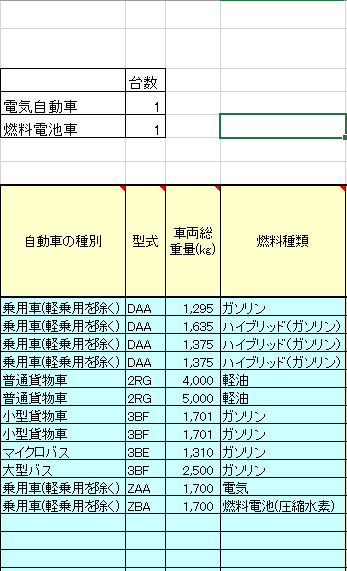 台数
電気自動車 1
燃料電池車 1
自動車の種別 型式 車両総重量(㎏) 燃料種類
乗用車(軽乗用を除く) DAA 1,295 ガソリン
乗用車(軽乗用を除く) DAA 1,635 ハイブリッド(ガソリン)
乗用車(軽乗用を除く) DAA 1,375 ハイブリッド(ガソリン)
乗用車(軽乗用を除く) DAA 1,375 ハイブリッド(ガソリン)
普通貨物車 2RG 4,000 軽油
普通貨物車 2RG 5,000 軽油
小型貨物車 3BF 1,701 ガソリン
小型貨物車 3BF 1,701 ガソリン
マイクロバス 3BE 1,310 ガソリン
大型バス 3BF 2,500 ガソリン
乗用車(軽乗用を除く) ZAA 1,700 電気
乗用車(軽乗用を除く) ZBA 1,700 燃料電池(圧縮水素)